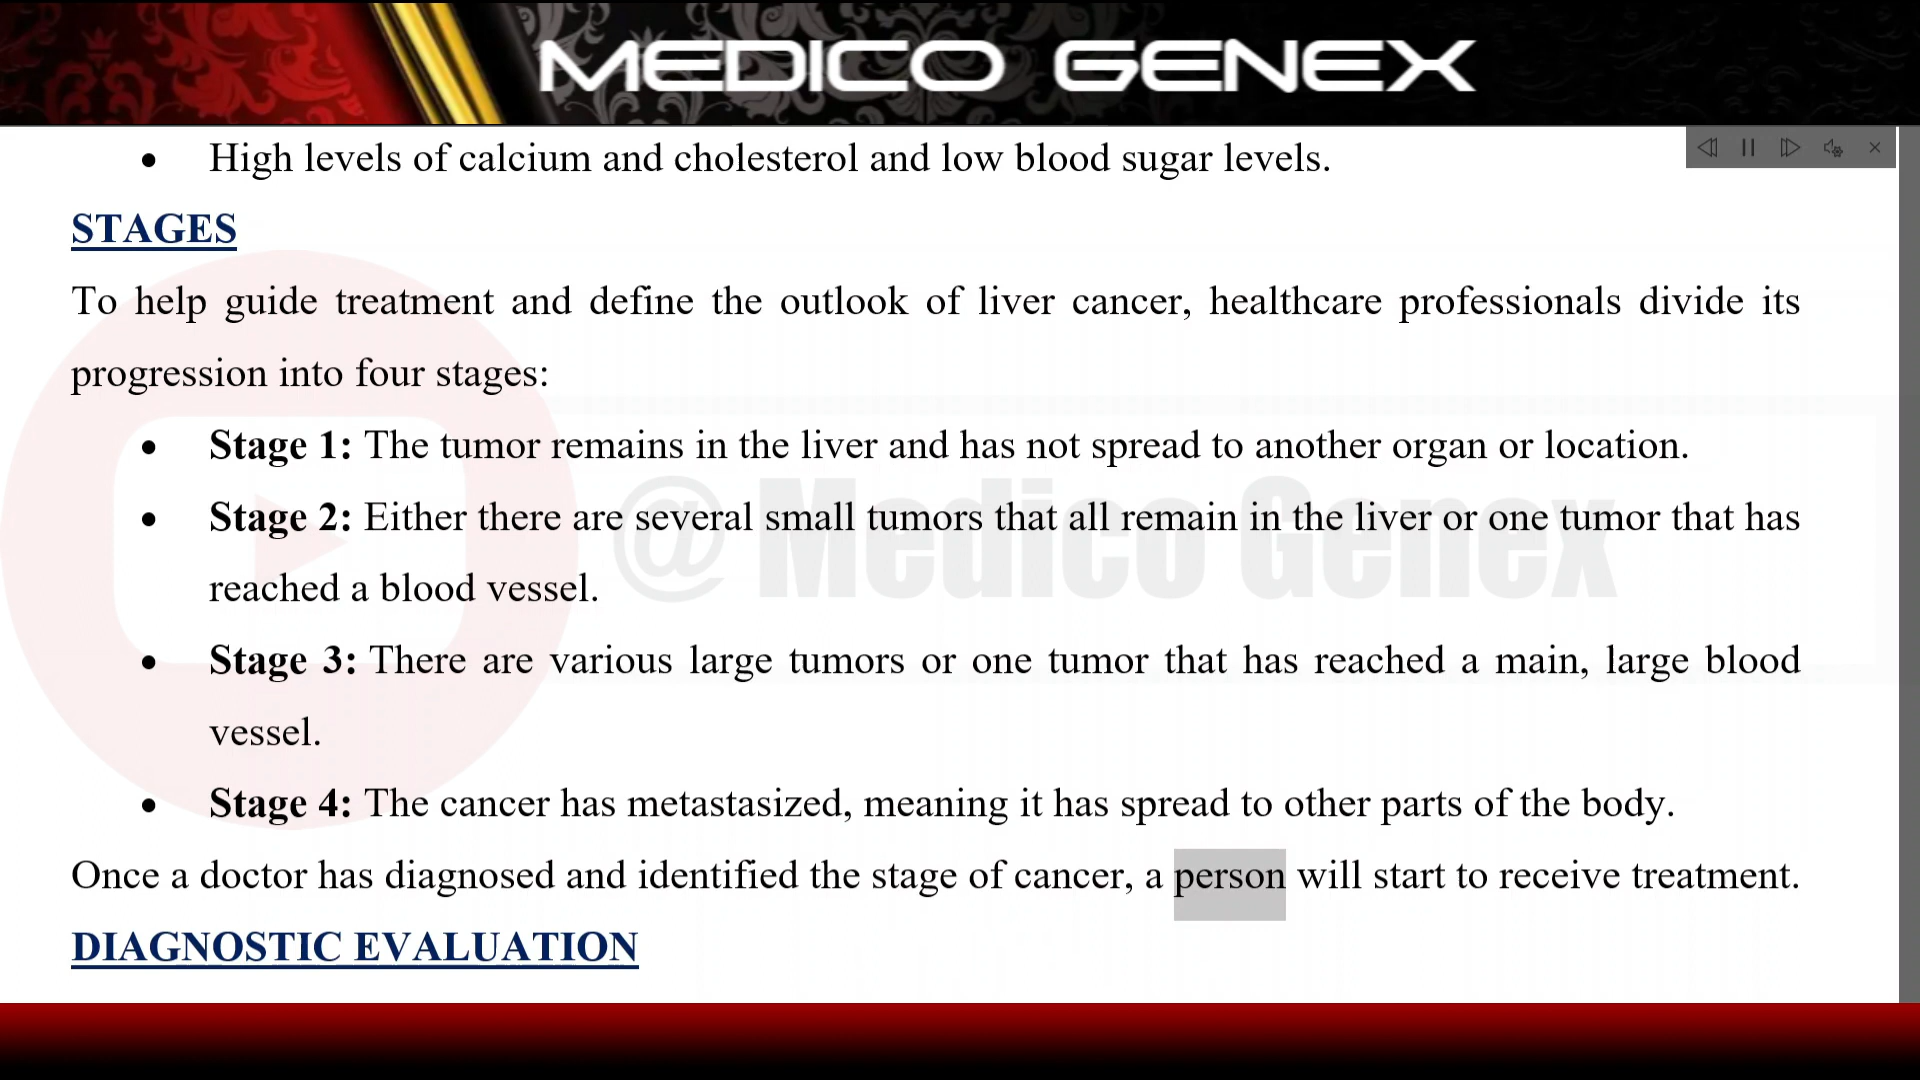 MEDICO GENEX
• High levels of calcium and cholesterol and low blood sugar levels.
STAGES
To help guide treatment and define the outlook of liver cancer, healthcare professionals divide its
progression into four stages:
• Stage 1: The tumor remains in the liver and has not spread to another organ or location.
• Stage 2: Either there are several small tumors that all remain in the liver or one tumor that has
reached a blood vessel.
@ Medico Genex
• Stage 3: There are various large tumors or one tumor that has reached a main, large blood
vessel.
• Stage 4: The cancer has metastasized, meaning it has spread to other parts of the body.
Once a doctor has diagnosed and identified the stage of cancer, a person will start to receive treatment.
DIAGNOSTIC EVALUATION